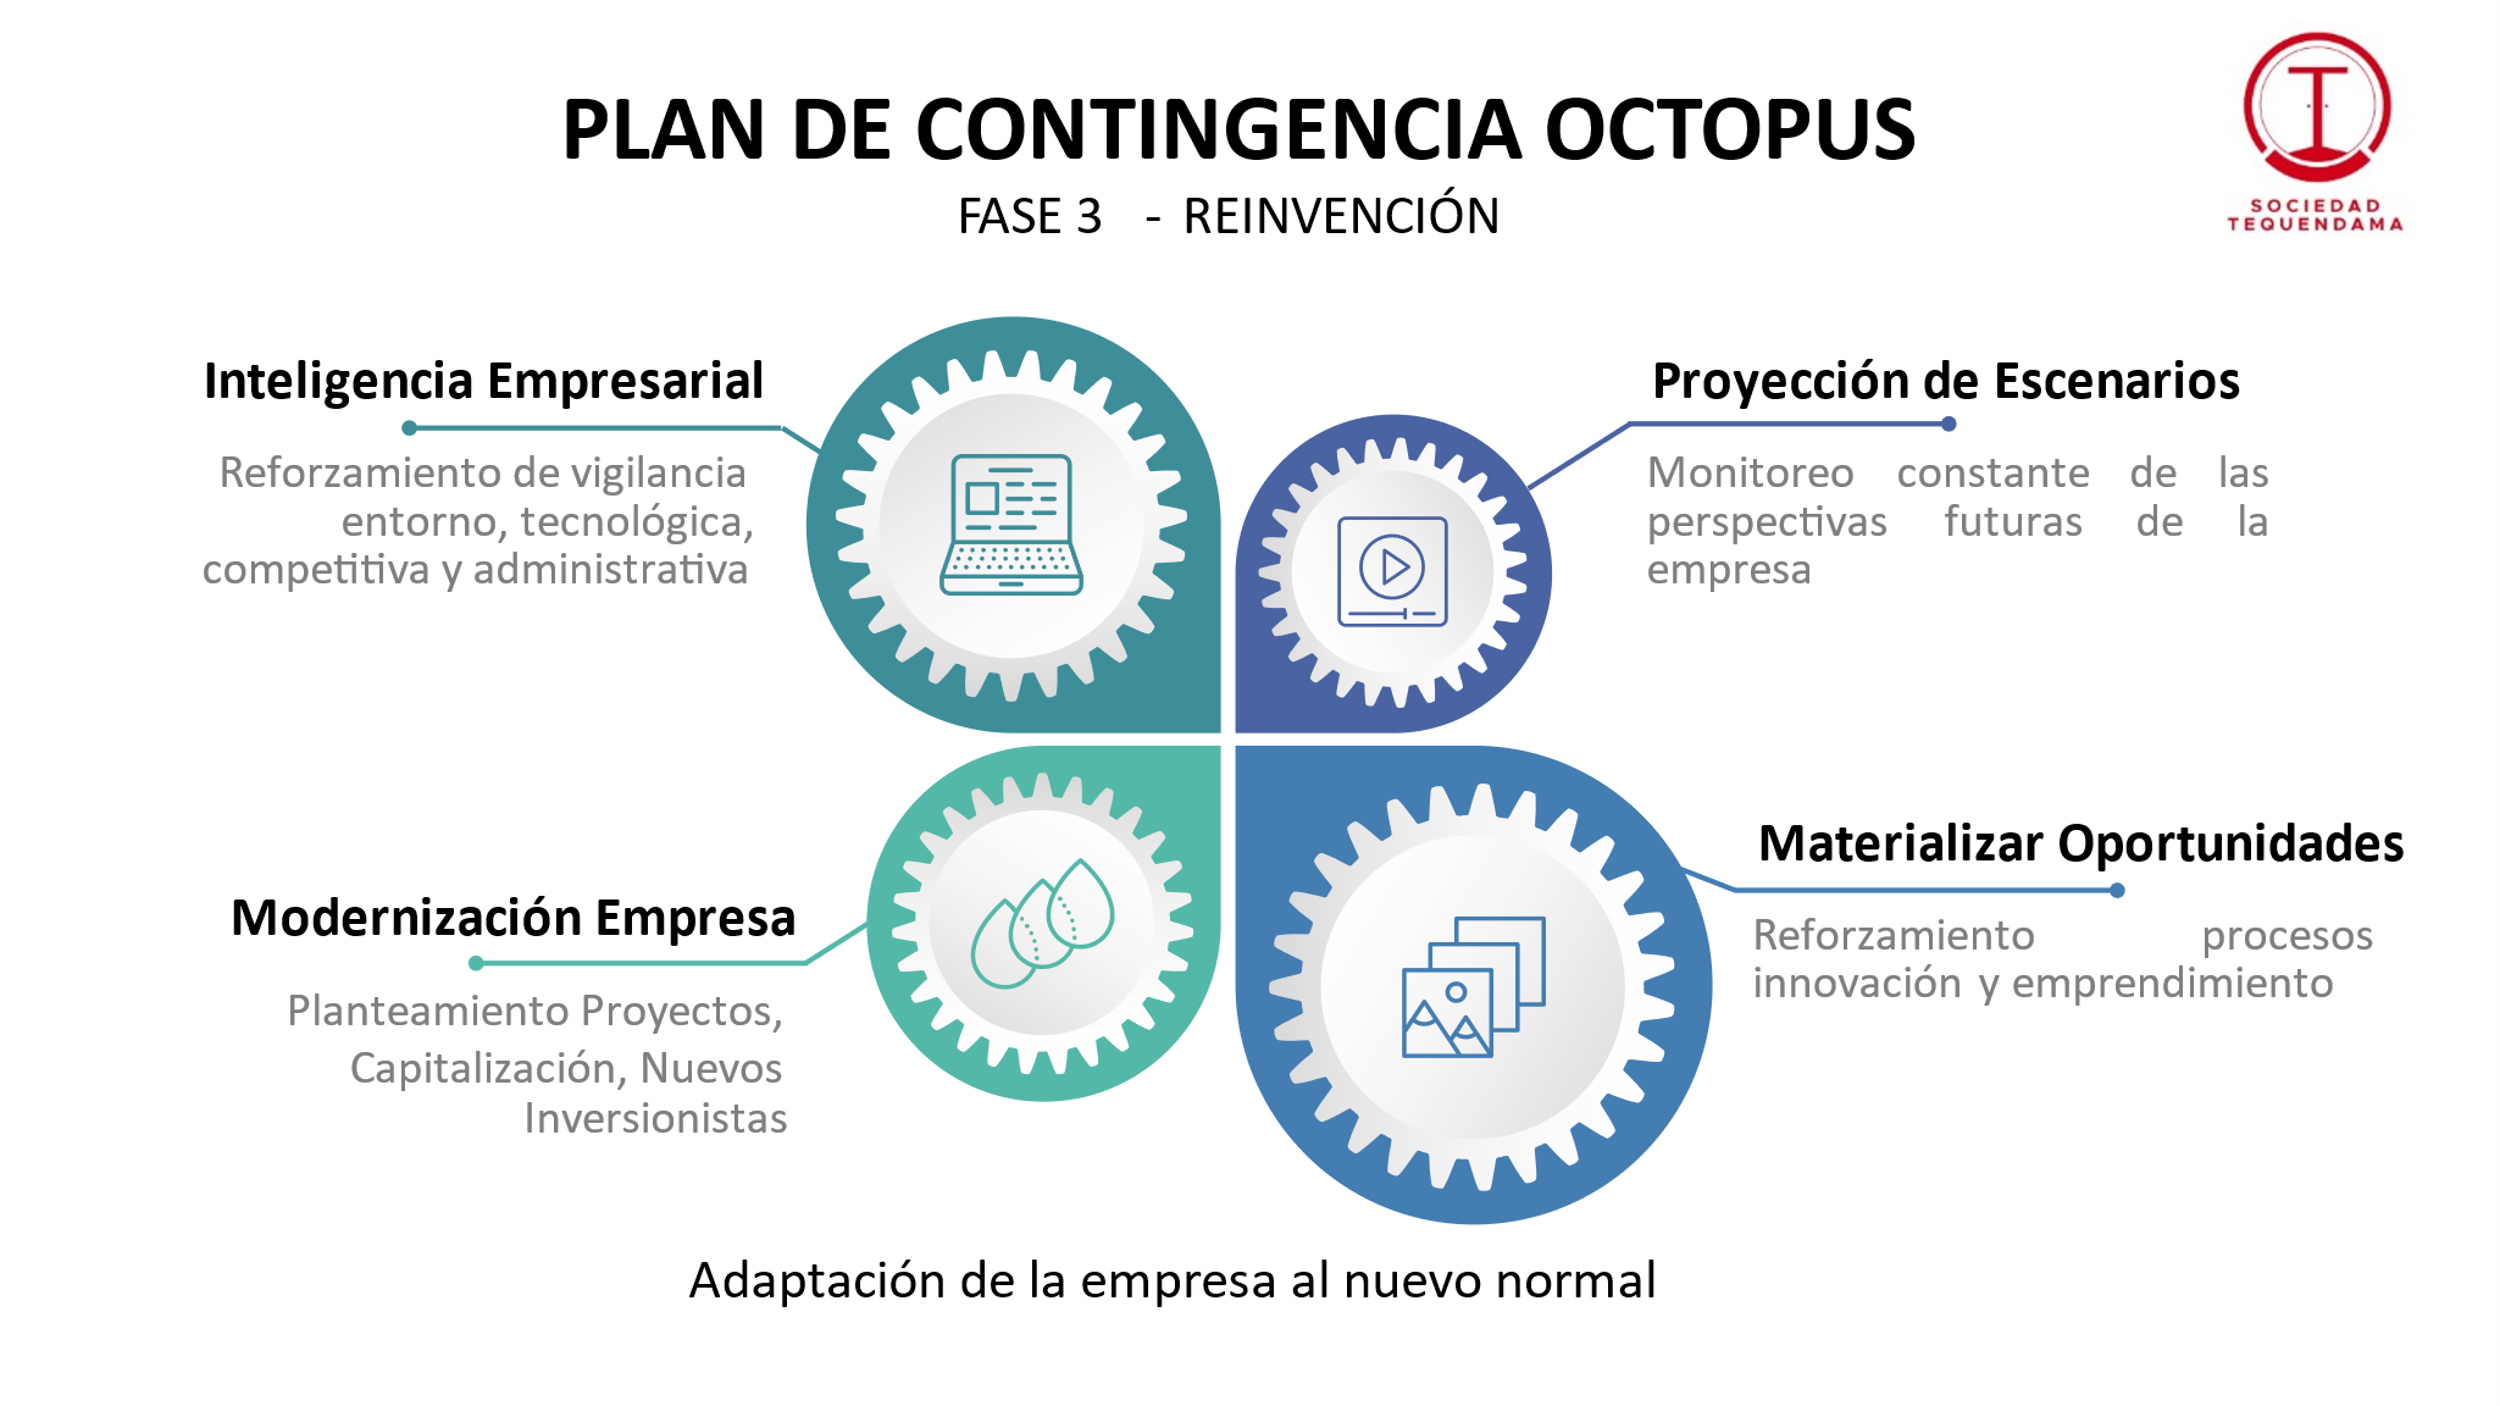 PLAN DE CONTINGENCIA OCTOPUS
FASE 3 - REINVENCIÓN
SOCIEDAD
TEQUENDAMA
Inteligencia Empresarial
Reforzamiento de vigilancia
entorno, tecnológica,
competitiva y administrativa
Proyección de Escenarios
Monitoreo constante de las
perspectivas futuras de la
empresa
Modernización Empresa
Planteamiento Proyectos,
Capitalización, Nuevos
Inversionistas
Materializar Oportunidades
Reforzamiento procesos
innovación y emprendimiento
Adaptación de la empresa al nuevo normal